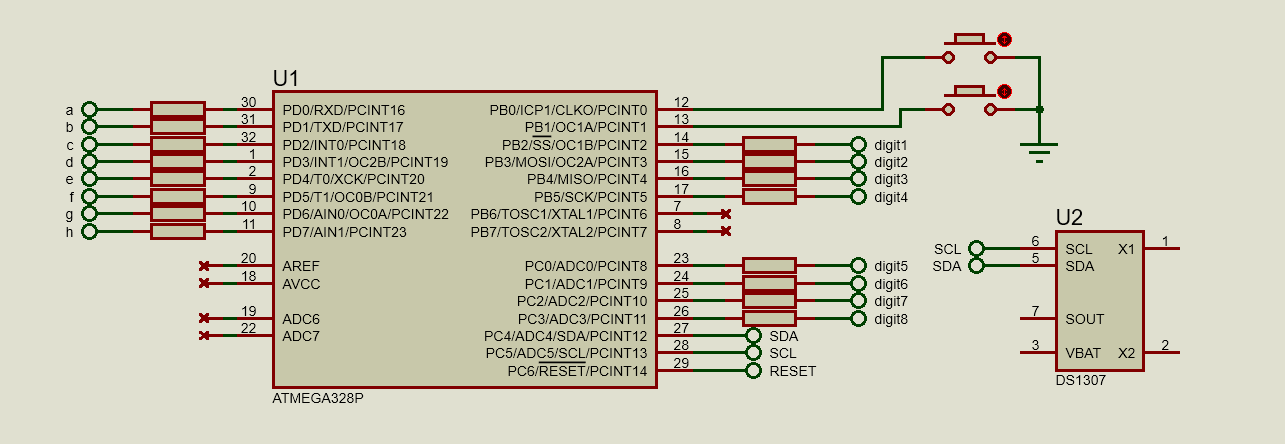 U1
a
b
c
d
e
f
g
h
30
31
32
1
2
9
10
11
20
18
19
22
PD0/RXD/PCINT16
PD1/TXD/PCINT17
PD2/INT0/PCINT18
PD3/INT1/OC2B/PCINT19
PD4/T0/XCK/PCINT20
PD5/T1/OC0B/PCINT21
PD6/AIN0/OC0A/PCINT22
PD7/AIN1/PCINT23
AREF
AVCC
ADC6
ADC7
PB0/ICP1/CLKO/PCINT0
PB1/OC1A/PCINT1
PB2/SS/OC1B/PCINT2
PB3/MOSI/OC2A/PCINT3
PB4/MISO/PCINT4
PB5/SCK/PCINT5
PB6/TOSC1/XTAL1/PCINT6
PB7/TOSC2/XTAL2/PCINT7
PC0/ADC0/PCINT8
PC1/ADC1/PCINT9
PC2/ADC2/PCINT10
PC3/ADC3/PCINT11
PC4/ADC4/SDA/PCINT12
PC5/ADC5/SCL/PCINT13
PC6/RESET/PCINT14
12
13
14
15
16
17
7
8
23
24
25
26
27
28
29
digit1
digit2
digit3
digit4
digit5
digit6
digit7
digit8
SDA
SCL
RESET
ATMEGA328P
U2
SCL
SDA
6
5
7
3
SCL
SDA
SOUT
VBAT
X1
X2
1
2
DS1307